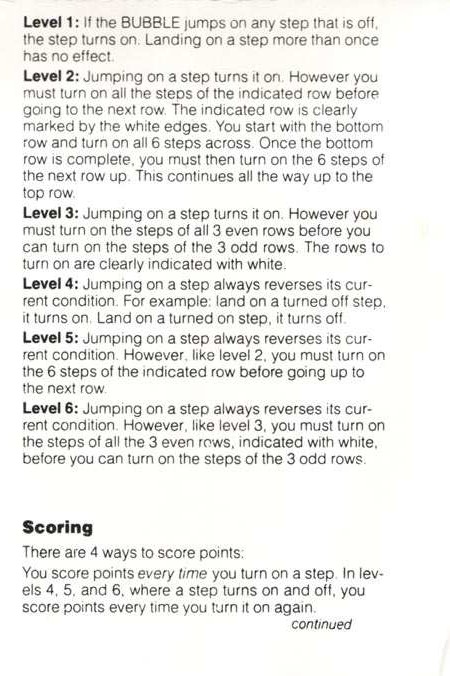 Level 1: If the BUBBLE jumps on any step that is off,
the step turns on. Landing on a step more than once
has no effect.
Level 2: Jumping on a step turns it on. However you
must turn on all the steps of the indicated row before
going to the next row. The indicated row is clearly
marked by the white edges. You start with the bottom
row and turn on all 6 steps across. Once the bottom
row is complete, you must then turn on the 6 steps of
the next row up. This continues all the way up to the
top row.
Level 3: Jumping on a step turns it on. However you
must turn on the steps of all 3 even rows before you
can turn on the steps of the 3 odd rows. The rows to
turn on are clearly indicated with white.
Level 4: Jumping on a step always reverses its cur-
rent condition. For example: land on a turned off step,
it turns on. Land on a turned on step, it turns off.
Level 5: Jumping on a step always reverses its cur-
rent condition. However, like level 2, you must turn on
the 6 steps of the indicated row before going up to
the next row.
Level 6: Jumping on a step always reverses its cur-
rent condition. However, like level 3, you must turn on
the steps of all the 3 even rows, indicated with white,
before you can turn on the steps of the 3 odd rows.
Scoring
There are 4 ways to score points:
You score points every time you turn on a step. In lev-
els 4, 5, and 6, where a step turns on and off, you
score points every time you turn it on again.
continued